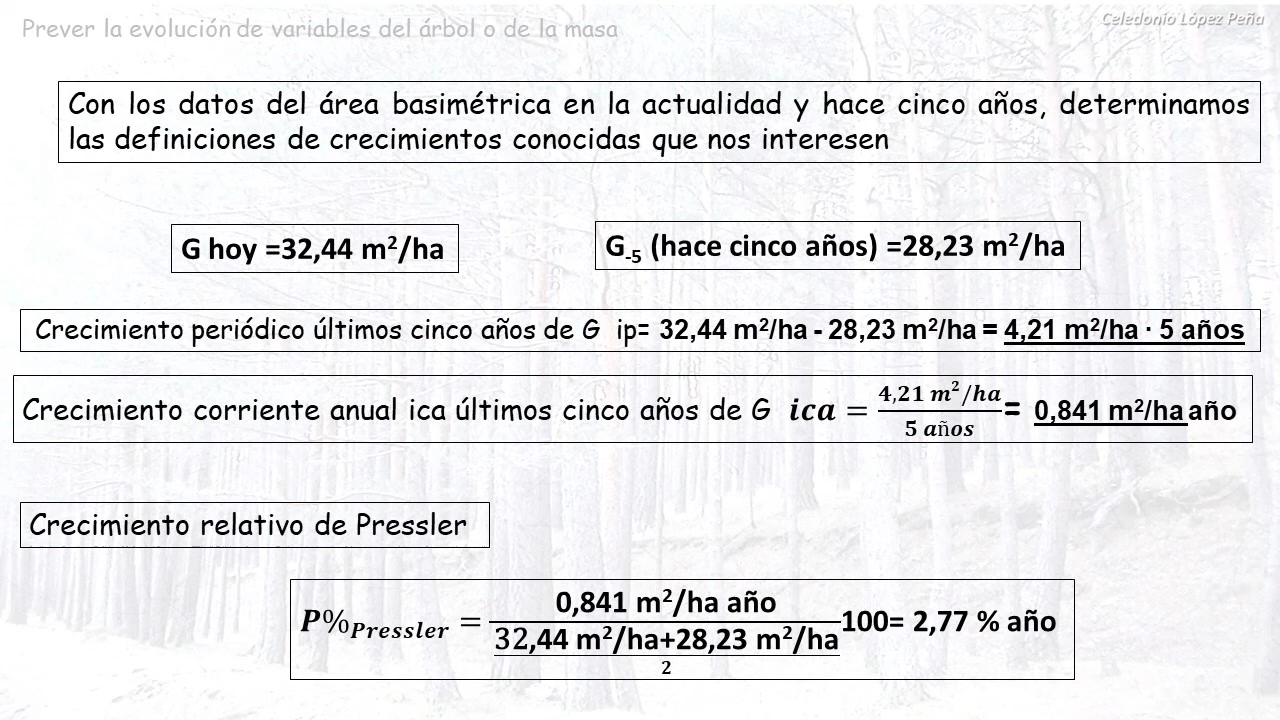 Prever la evolución de variables del árbol o de la masa
Celedonio López Peña
Con los datos del área basimétrica en la actualidad y hace cinco años, determinamos
las definiciones de crecimientos conocidas que nos interesen
G hoy =32,44 m²/ha
G₋₅ (hace cinco años) =28,23 m²/ha
Crecimiento periódico últimos cinco años de G ip= 32,44 m²/ha - 28,23 m²/ha = 4,21 m²/ha · 5 años
Crecimiento corriente anual ica últimos cinco años de G ica = 4,21 m²/ha / 5 años = 0,841 m²/ha año
Crecimiento relativo de Pressler
0,841 m²/ha año
P%Pressler = 100= 2,77 % año
32,44 m²/ha+28,23 m²/ha
2